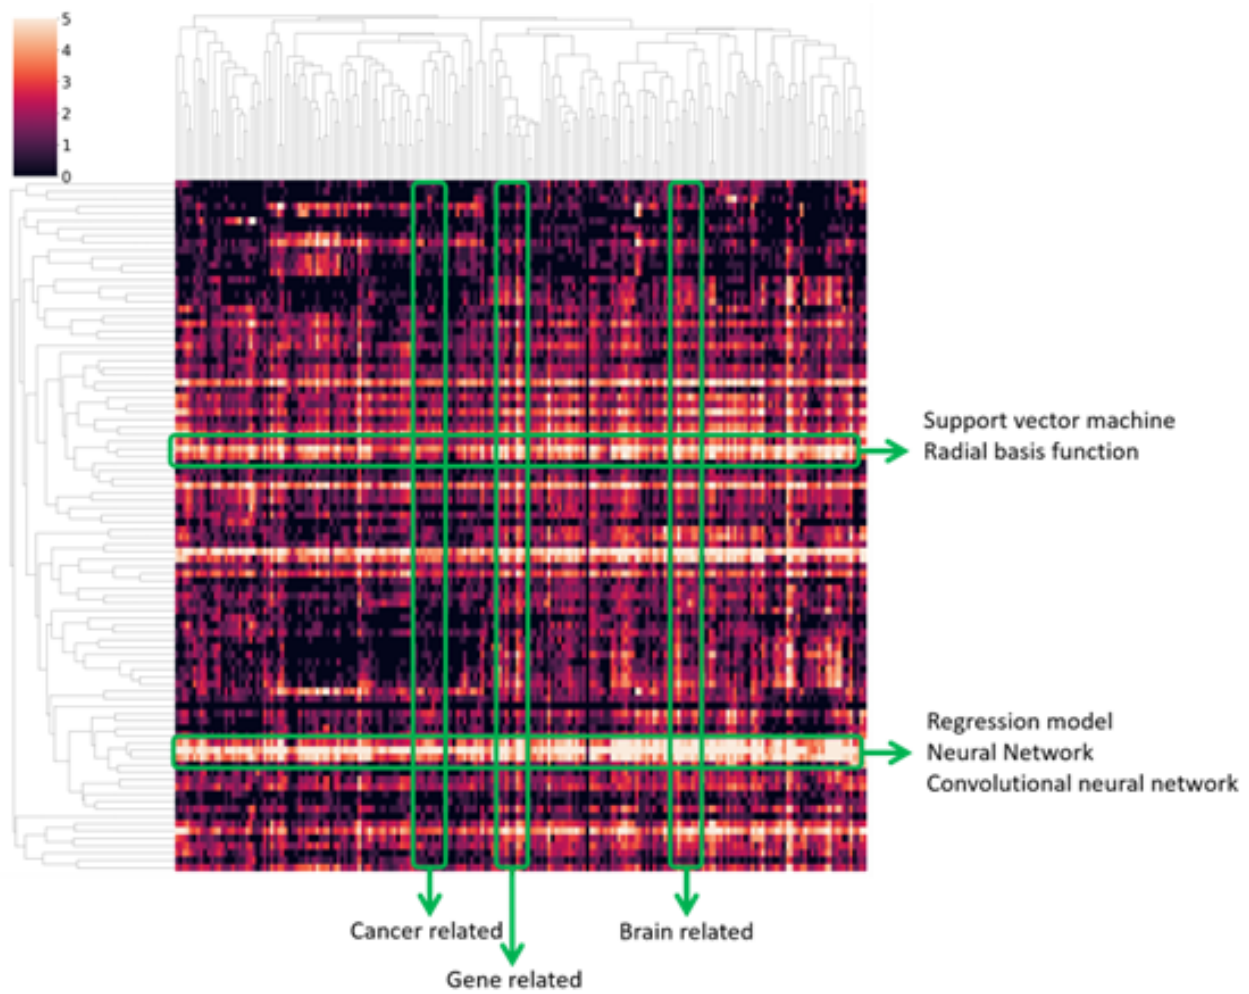 5
4
3
2
1
0
Support vector machine
Radial basis function
Regression model
Neural Network
Convolutional neural network
Cancer related
Brain related
Gene related